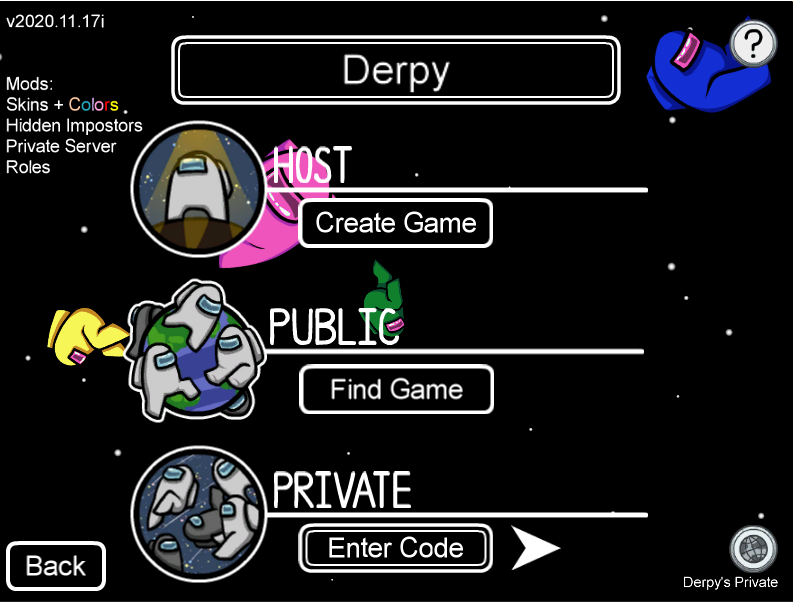 v2020.11.17i
Derpy
?
Mods:
Skins + Colors
Hidden Impostors
Private Server
Roles
HOST
Create Game
PUBLIC
Find Game
PRIVATE
Enter Code
Back
Derpy's Private